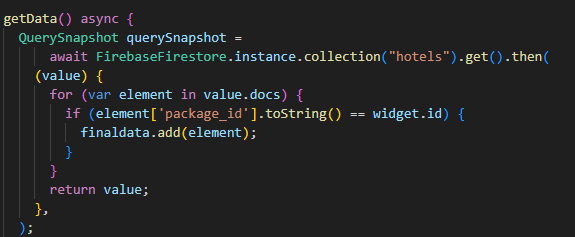 getData() async {
QuerySnapshot querySnapshot =
await FirebaseFirestore.instance.collection("hotels").get().then(
(value) {
for (var element in value.docs) {
if (element['package_id'].toString() == widget.id) {
finaldata.add(element);
}
}
return value;
},
);